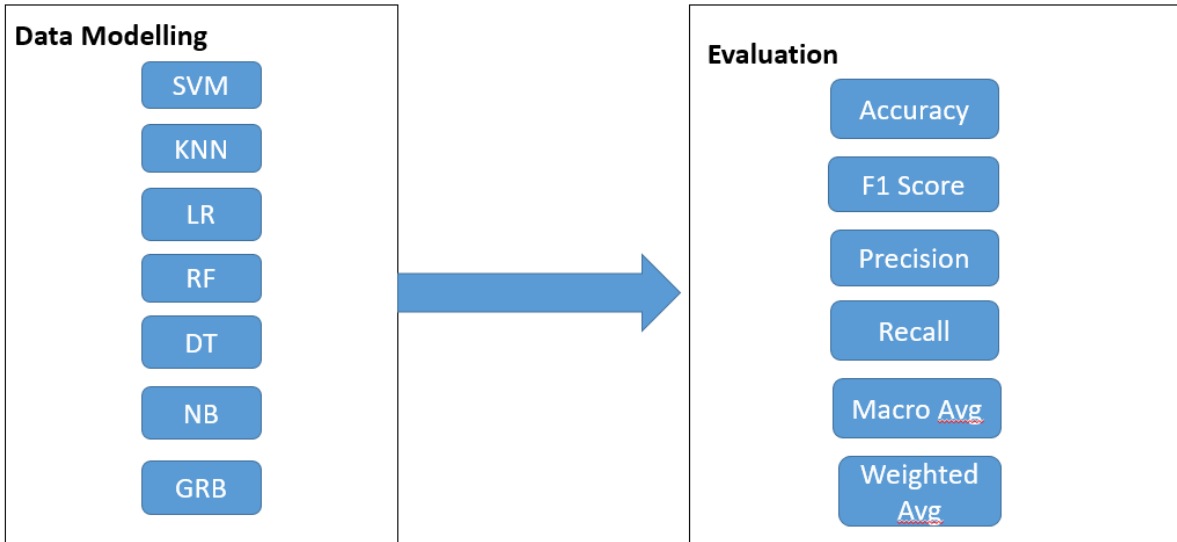 Data Modelling
SVM
KNN
LR
RF
DT
NB
GRB
Evaluation
Accuracy
F1 Score
Precision
Recall
Macro Avg
Weighted
Avg